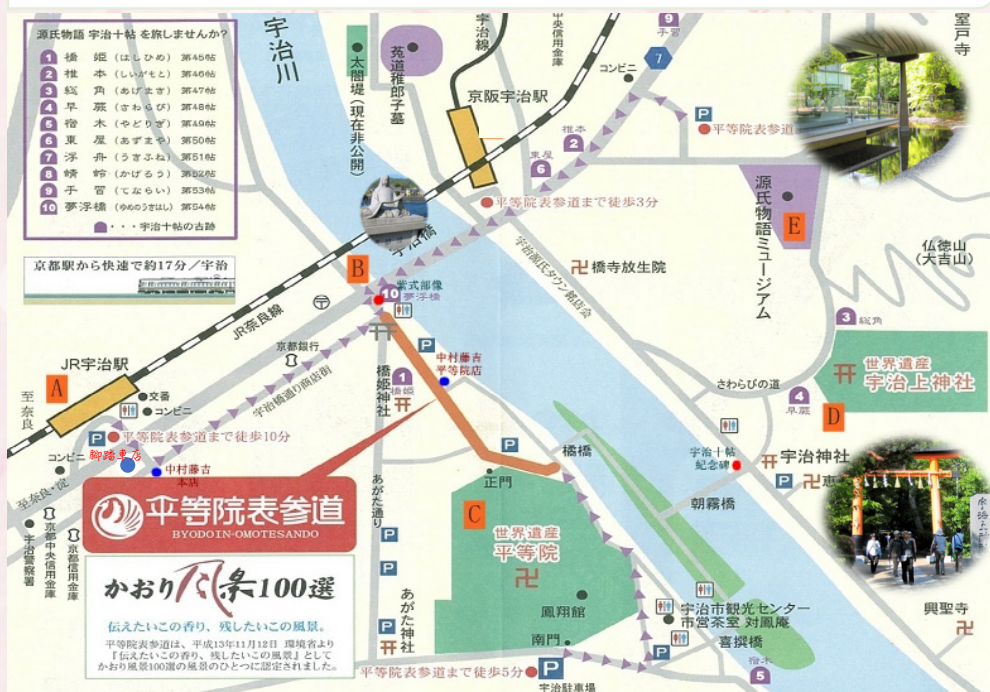 源氏物語 宇治十帖 を旅しませんか?
1 橋 姫 (はしひめ) 第45帖
2 椎 本 (しいがもと) 第46帖
3 総 角 (あげまき) 第47帖
4 早 蕨 (さわらび) 第48帖
5 宿 木 (やどりぎ) 第49帖
6 東 屋 (あずまや) 第50帖
7 浮 舟 (うきふね) 第51帖
8 蜻 蛉 (かげろう) 第52帖
9 手 習 (てならい) 第53帖
10 夢浮橋 (ゆめのうきはし) 第54帖
・・・宇治十帖の古跡
京都駅から快速で約17分/宇治
宇治川
太閤堤(現在非公開)
菟道稚郎子墓
宇治線
中央信用金庫
9
手習
7
コンビニ
室戸寺
京阪宇治駅
P
平等院表参道
椎本
2
東屋
6
平等院表参道まで徒歩3分
源氏物語ミュージアム
E
仏徳山
(大吉山)
宇治橋
宇治源氏タウン銘店会
卍橋寺放生院
B
紫式部像
10 夢浮橋
JR奈良線
〒
京都銀行
宇治橋通り商店街
P
中村藤吉
平等院店
1
橋姫
橋姫神社
3 総角
世界遺産
宇治上神社
さわらびの道
4
早蕨
D
JR宇治駅
A
至奈良
交番
コンビニ
P
平等院表参道まで徒歩10分
コンビニ
腳踏車店
中村藤吉
本店
至奈良・淀
宇治警察署
京都中央信用金庫
京都信用金庫
平等院表参道
BYODOIN-OMOTESANDO
かおり風景100選
伝えたいこの香り、残したいこの風景。
平等院表参道は、平成13年11月12日 環境省より
『伝えたいこの香り、残したいこの風景』として
かおり風景100選の風景のひとつに認定されました。
あがた通り
P
P
P
あがた神社
P
橘橋
正門
C
世界遺産
平等院
卍
鳳翔館
南門
平等院表参道まで徒歩5分
P
宇治駐車場
P
宇治十帖
紀念碑
宇治神社
P
卍恵
朝霧橋
宇治市観光センター
市営茶室 対鳳庵
喜撰橋
宿木
5
興聖寺
卍
宇治上